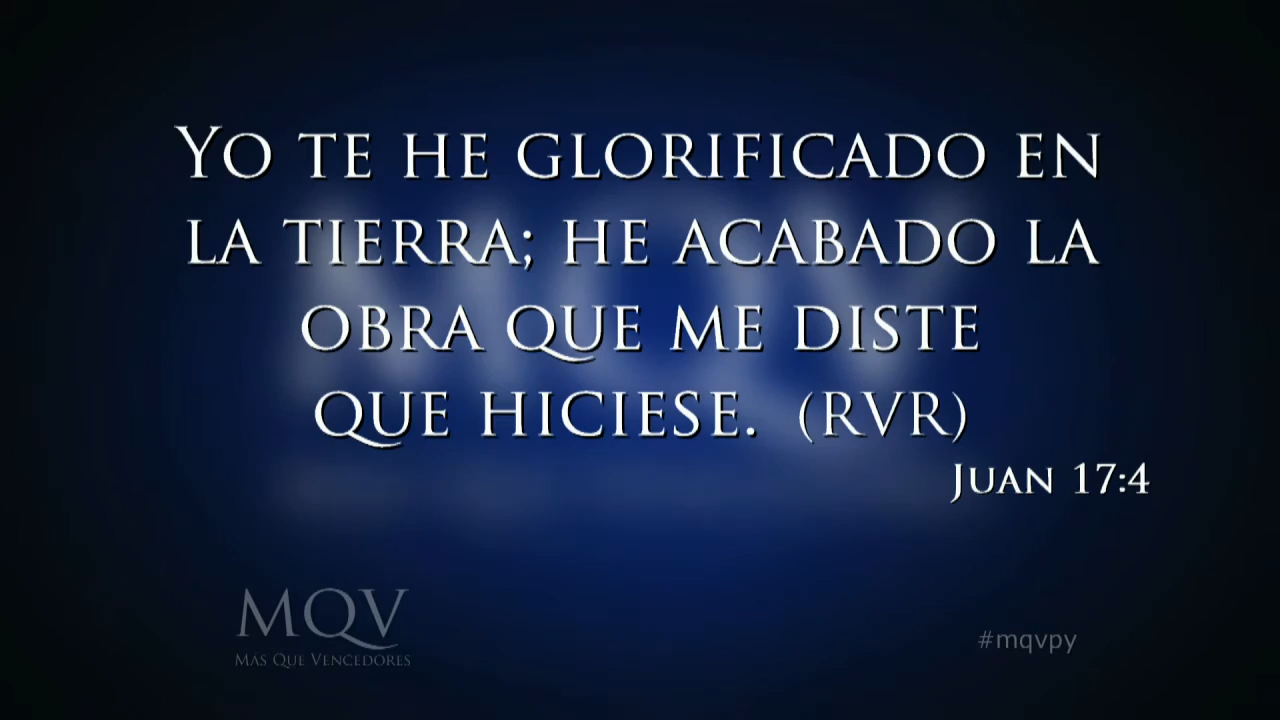 Yo te he glorificado en
la tierra; he acabado la
obra que me diste
que hiciese. (RVR)
Juan 17:4
MQV
Más Que Vencedores
#mqvpy